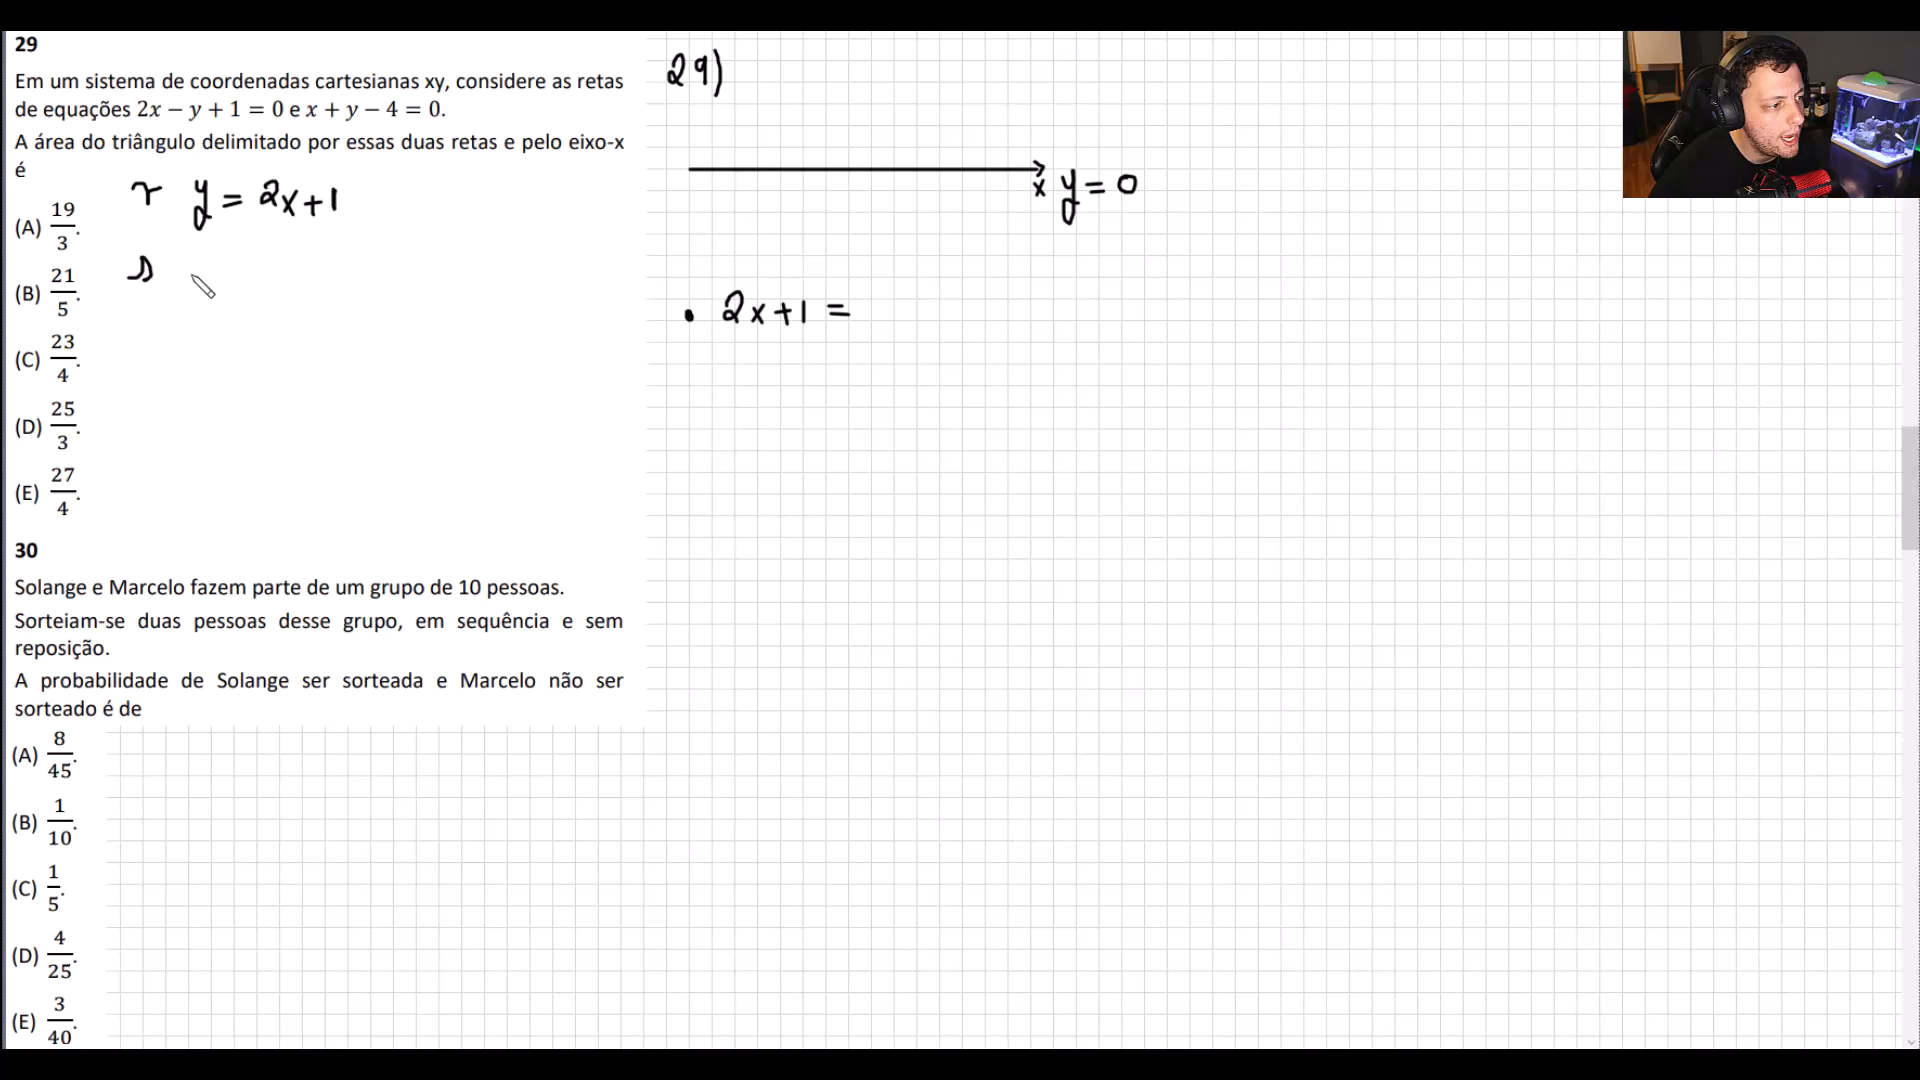 29
Em um sistema de coordenadas cartesianas xy, considere as retas
de equações 2x − y + 1 = 0 e x + y − 4 = 0.
A área do triângulo delimitado por essas duas retas e pelo eixo-x
é
(A) 19/3.
(B) 21/5.
(C) 23/4.
(D) 25/3.
(E) 27/4.
r y = 2x+1
s
30
Solange e Marcelo fazem parte de um grupo de 10 pessoas.
Sorteiam-se duas pessoas desse grupo, em sequência e sem
reposição.
A probabilidade de Solange ser sorteada e Marcelo não ser
sorteado é de
(A) 8/45.
(B) 1/10.
(C) 1/5.
(D) 4/25.
(E) 3/40.
29)
x y = 0
• 2x+1 =